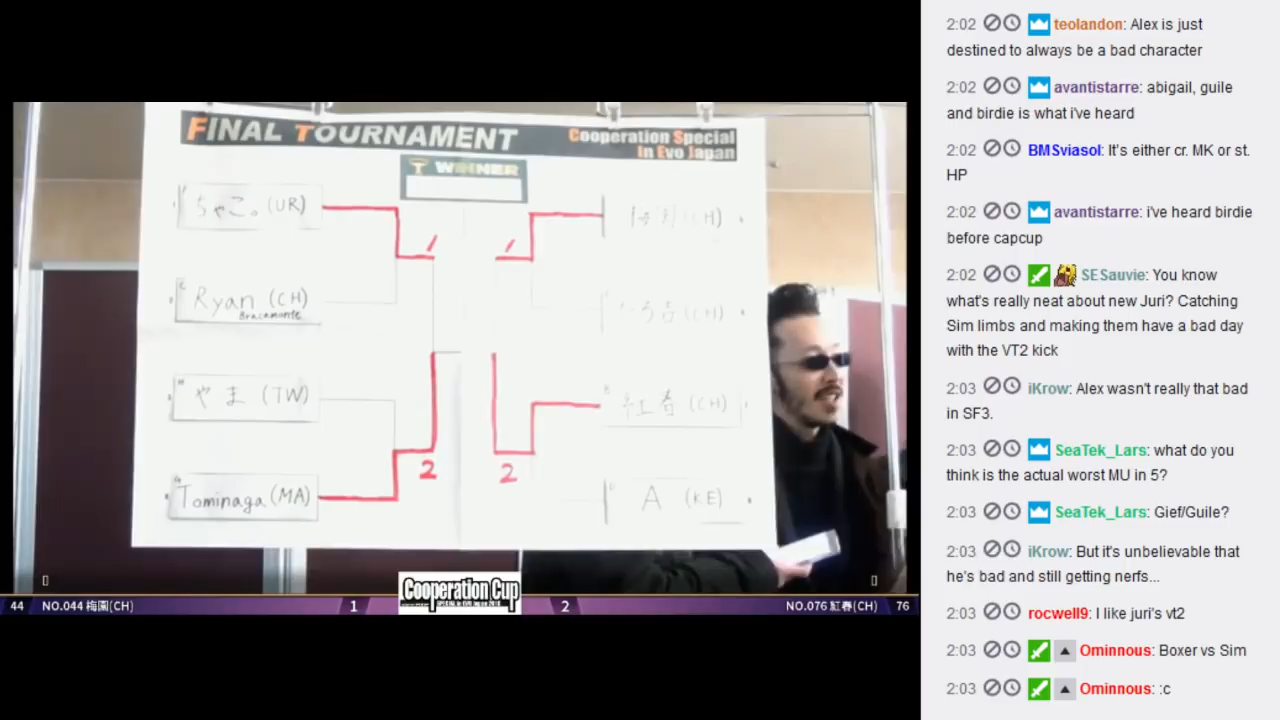 FINAL TOURNAMENT
Cooperation Special
In Evo Japan
WINNER
ちゃこ。(UR)
(CH)
Ryan (CH)
Bracamonte
(CH)
やま (TW)
紅春 (CH)
2
2
Tominaga (MA)
A (KE)
Cooperation Cup
44 NO.044 梅園(CH) 1 2 NO.076 紅春(CH) 76
2:02 teolandon: Alex is just
destined to always be a bad character
2:02 avantistarre: abigail, guile
and birdie is what i've heard
2:02 BMSviasol: It's either cr. MK or st.
HP
2:02 avantistarre: i've heard birdie
before capcup
2:02 SESauvie: You know
what's really neat about new Juri? Catching
Sim limbs and making them have a bad day
with the VT2 kick
2:03 iKrow: Alex wasn't really that bad
in SF3.
2:03 SeaTek_Lars: what do you
think is the actual worst MU in 5?
2:03 SeaTek_Lars: Gief/Guile?
2:03 iKrow: But it's unbelievable that
he's bad and still getting nerfs...
2:03 rocwell9: I like juri's vt2
2:03 Ominnous: Boxer vs Sim
2:03 Ominnous: :c